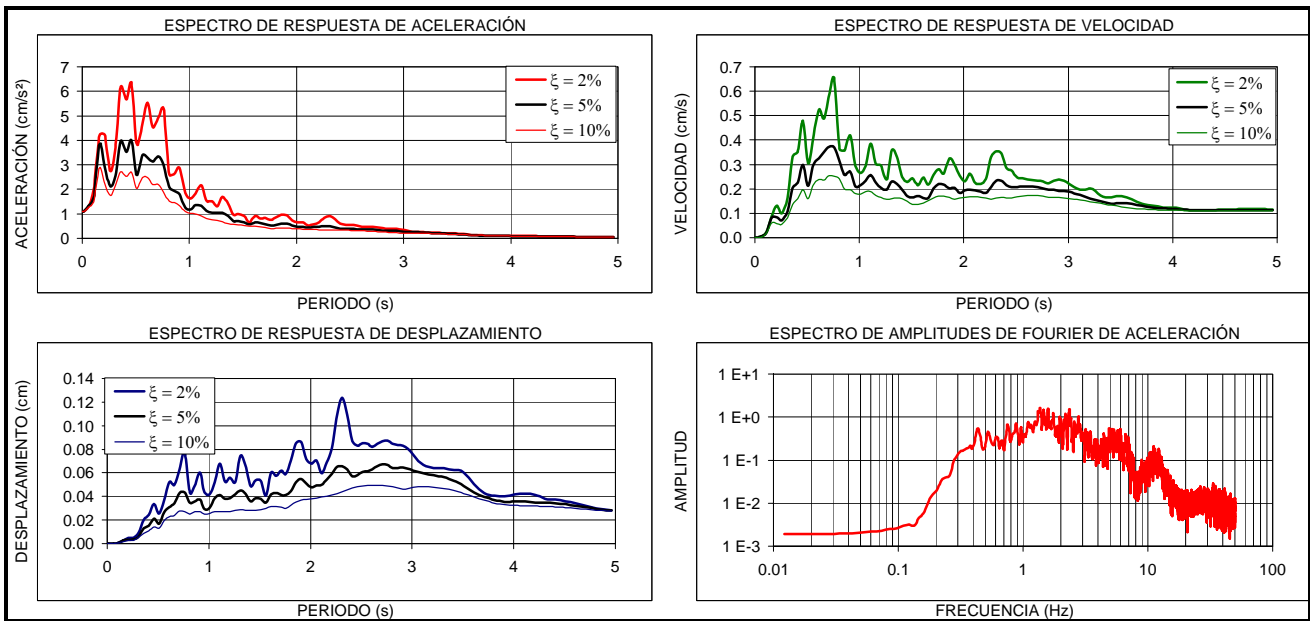 ESPECTRO DE RESPUESTA DE ACELERACIÓN
ACELERACIÓN (cm/s²)
7
6
5
4
3
2
1
0
ξ = 2%
ξ = 5%
ξ = 10%
0 1 2 3 4 5
PERIODO (s)
ESPECTRO DE RESPUESTA DE VELOCIDAD
VELOCIDAD (cm/s)
0.7
0.6
0.5
0.4
0.3
0.2
0.1
0.0
ξ = 2%
ξ = 5%
ξ = 10%
0 1 2 3 4 5
PERIODO (s)
ESPECTRO DE RESPUESTA DE DESPLAZAMIENTO
DESPLAZAMIENTO (cm)
0.14
0.12
0.10
0.08
0.06
0.04
0.02
0.00
ξ = 2%
ξ = 5%
ξ = 10%
0 1 2 3 4 5
PERIODO (s)
ESPECTRO DE AMPLITUDES DE FOURIER DE ACELERACIÓN
AMPLITUD
1 E+1
1 E+0
1 E-1
1 E-2
1 E-3
0.01 0.1 1 10 100
FRECUENCIA (Hz)